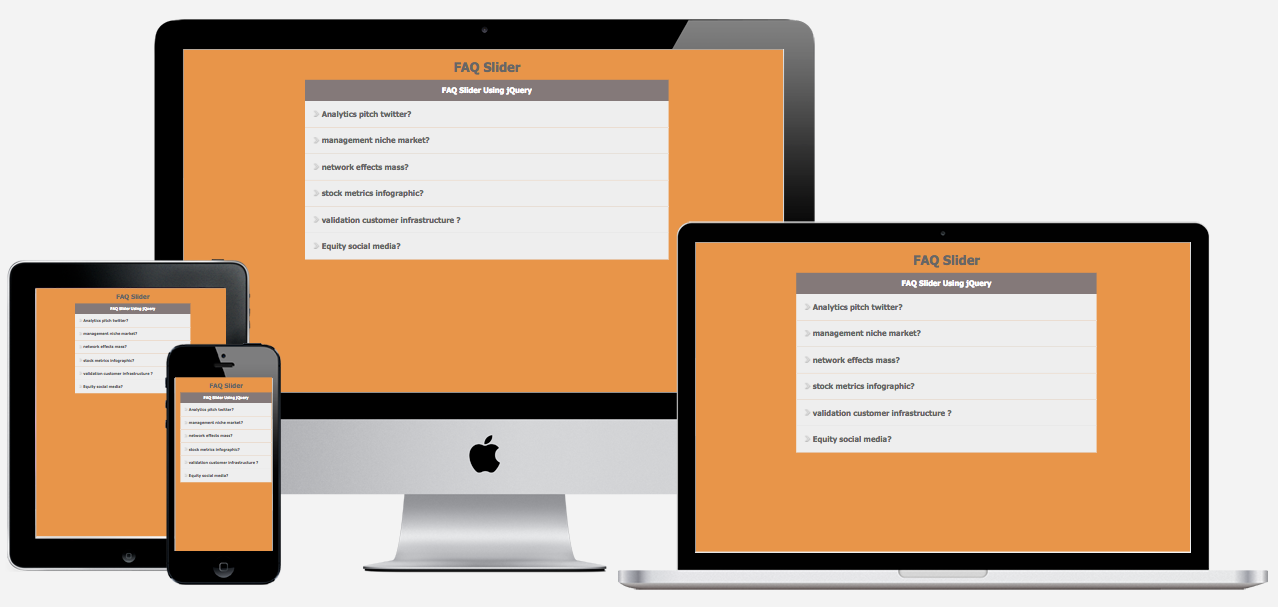 FAQ Slider
FAQ Slider Using jQuery
Analytics pitch twitter?
management niche market?
network effects mass?
stock metrics infographic?
validation customer infrastructure ?
Equity social media?
FAQ Slider
FAQ Slider Using jQuery
Analytics pitch twitter?
management niche market?
network effects mass?
stock metrics infographic?
validation customer infrastructure ?
Equity social media?
FAQ Slider
FAQ Slider Using jQuery
Analytics pitch twitter?
management niche market?
network effects mass?
stock metrics infographic?
validation customer infrastructure ?
Equity social media?
FAQ Slider
FAQ Slider Using jQuery
Analytics pitch twitter?
management niche market?
network effects mass?
stock metrics infographic?
validation customer infrastructure ?
Equity social media?